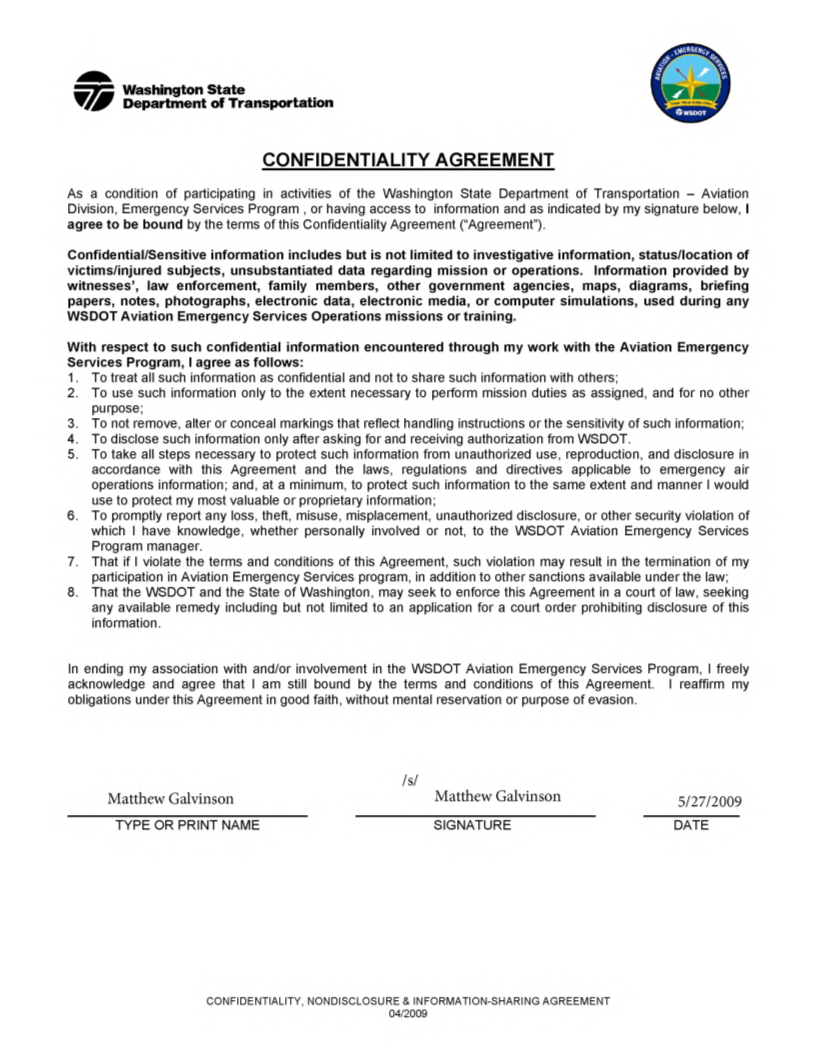 Washington State
Department of Transportation
AVIATION - EMERGENCY SERVICES
WSDOT
CONFIDENTIALITY AGREEMENT
As a condition of participating in activities of the Washington State Department of Transportation – Aviation
Division, Emergency Services Program , or having access to information and as indicated by my signature below, I
agree to be bound by the terms of this Confidentiality Agreement (“Agreement”).
Confidential/Sensitive information includes but is not limited to investigative information, status/location of
victims/injured subjects, unsubstantiated data regarding mission or operations. Information provided by
witnesses’, law enforcement, family members, other government agencies, maps, diagrams, briefing
papers, notes, photographs, electronic data, electronic media, or computer simulations, used during any
WSDOT Aviation Emergency Services Operations missions or training.
With respect to such confidential information encountered through my work with the Aviation Emergency
Services Program, I agree as follows:
1. To treat all such information as confidential and not to share such information with others;
2. To use such information only to the extent necessary to perform mission duties as assigned, and for no other
purpose;
3. To not remove, alter or conceal markings that reflect handling instructions or the sensitivity of such information;
4. To disclose such information only after asking for and receiving authorization from WSDOT.
5. To take all steps necessary to protect such information from unauthorized use, reproduction, and disclosure in
accordance with this Agreement and the laws, regulations and directives applicable to emergency air
operations information; and, at a minimum, to protect such information to the same extent and manner I would
use to protect my most valuable or proprietary information;
6. To promptly report any loss, theft, misuse, misplacement, unauthorized disclosure, or other security violation of
which I have knowledge, whether personally involved or not, to the WSDOT Aviation Emergency Services
Program manager.
7. That if I violate the terms and conditions of this Agreement, such violation may result in the termination of my
participation in Aviation Emergency Services program, in addition to other sanctions available under the law;
8. That the WSDOT and the State of Washington, may seek to enforce this Agreement in a court of law, seeking
any available remedy including but not limited to an application for a court order prohibiting disclosure of this
information.
In ending my association with and/or involvement in the WSDOT Aviation Emergency Services Program, I freely
acknowledge and agree that I am still bound by the terms and conditions of this Agreement. I reaffirm my
obligations under this Agreement in good faith, without mental reservation or purpose of evasion.
/s/
Matthew Galvinson Matthew Galvinson 5/27/2009
TYPE OR PRINT NAME SIGNATURE DATE
CONFIDENTIALITY, NONDISCLOSURE & INFORMATION-SHARING AGREEMENT
04/2009